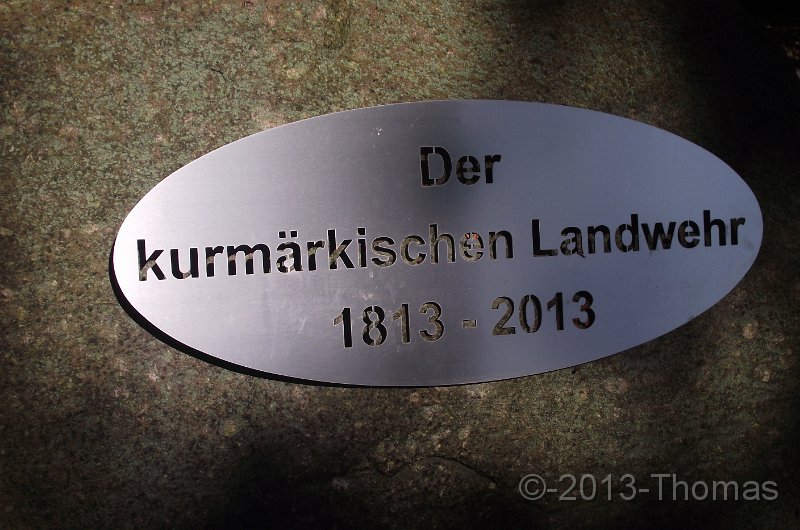 Der
kurmärkischen Landwehr
1813 - 2013
©-2013-Thomas